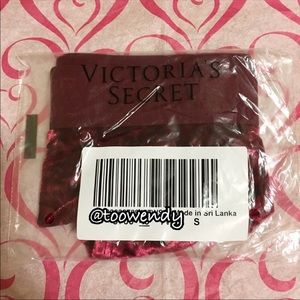 VICTORIA'S
SECRET
@toowendy
de in Sri Lanka
S